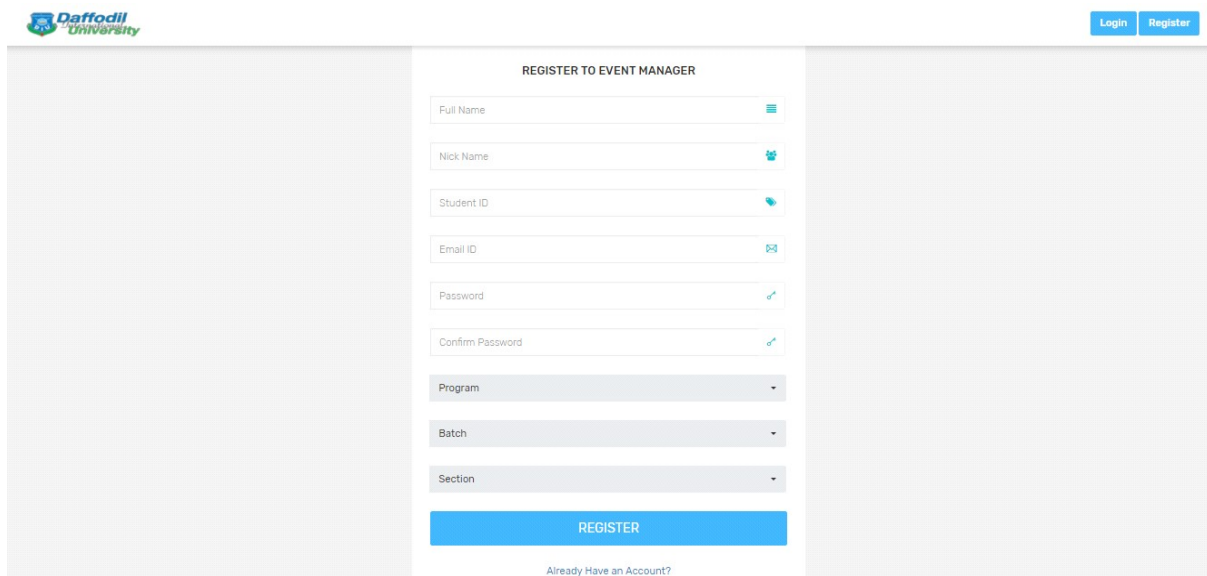 Daffodil
International
University
Login
Register
REGISTER TO EVENT MANAGER
Full Name
Nick Name
Student ID
Email ID
Password
Confirm Password
Program
Batch
Section
REGISTER
Already Have an Account?